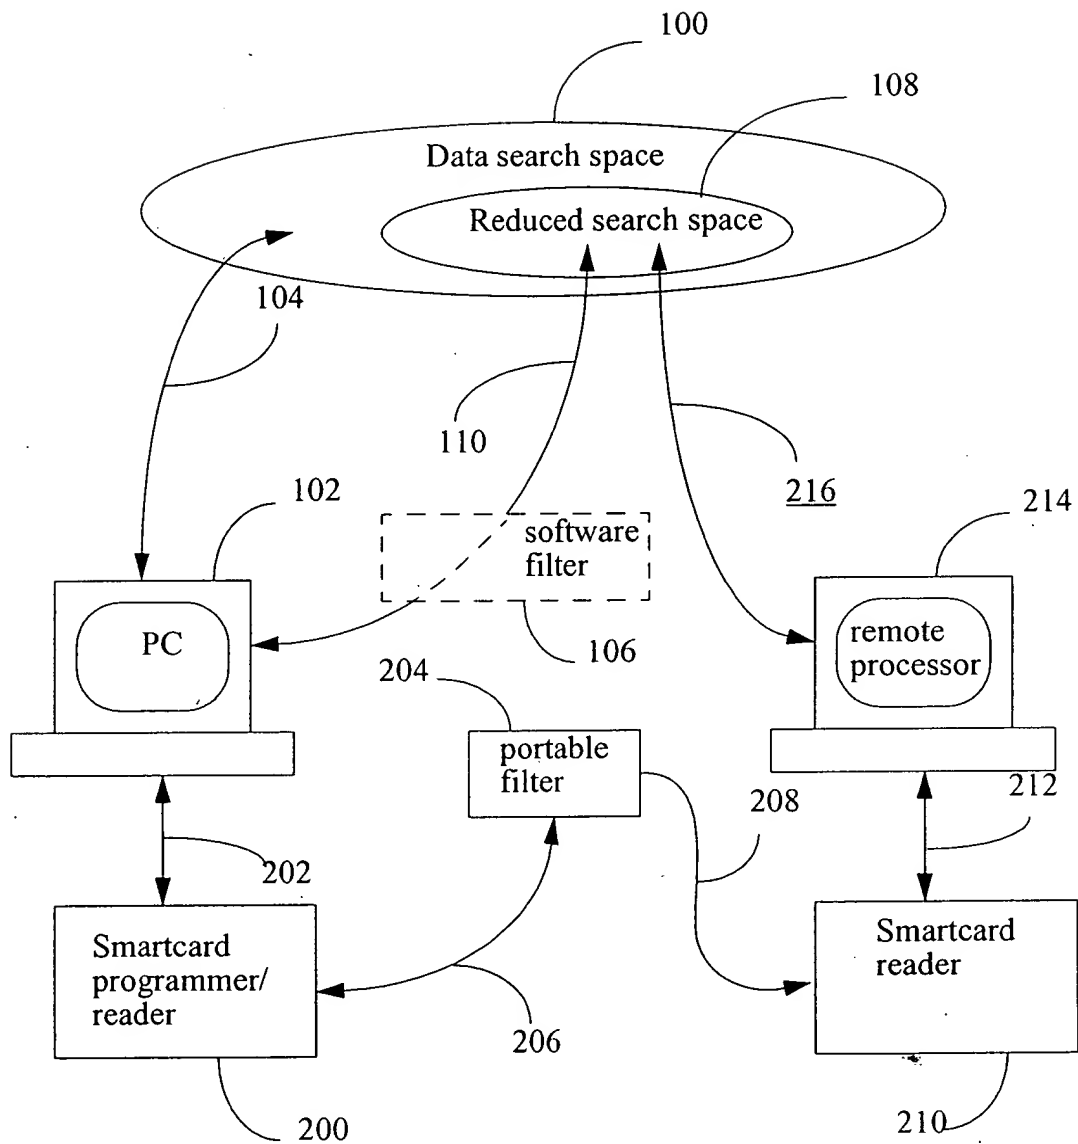 100
108
Data search space
Reduced search space
104
110
216
102
214
software
filter
PC
106
remote
processor
204
portable
filter
208
212
202
Smartcard
programmer/
reader
Smartcard
reader
206
200
210